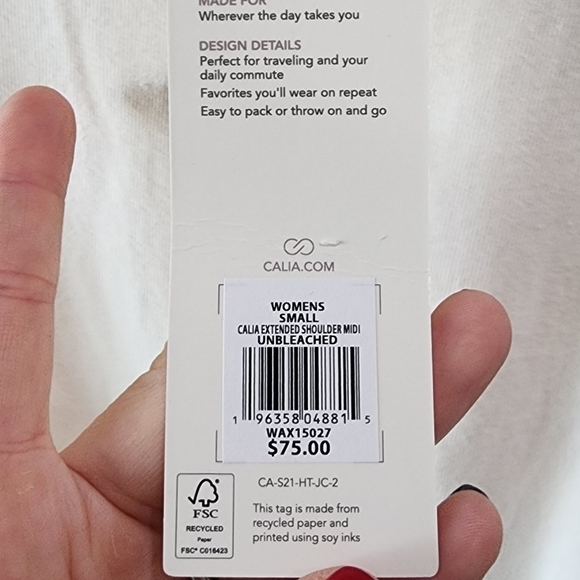 MADE FOR
Wherever the day takes you
DESIGN DETAILS
Perfect for traveling and your
daily commute
Favorites you'll wear on repeat
Easy to pack or throw on and go
CALIA.COM
WOMENS
SMALL
CALIA EXTENDED SHOULDER MIDI
UNBLEACHED
1 96358 04881 5
WAX15027
$75.00
CA-S21-HT-JC-2
FSC
RECYCLED
Paper
FSC® C016423
This tag is made from
recycled paper and
printed using soy inks